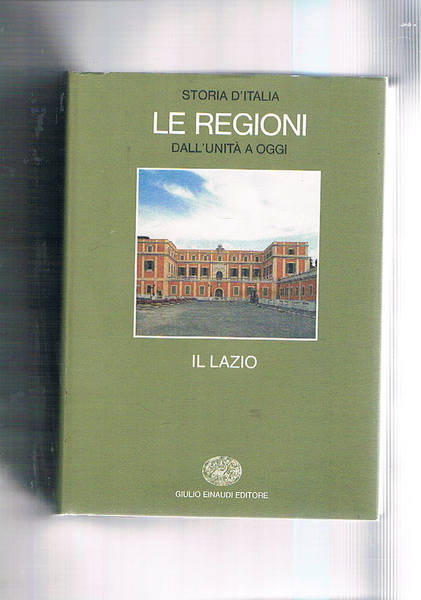 STORIA D'ITALIA
LE REGIONI
DALL'UNITÀ A OGGI
IL LAZIO
GIULIO EINAUDI EDITORE